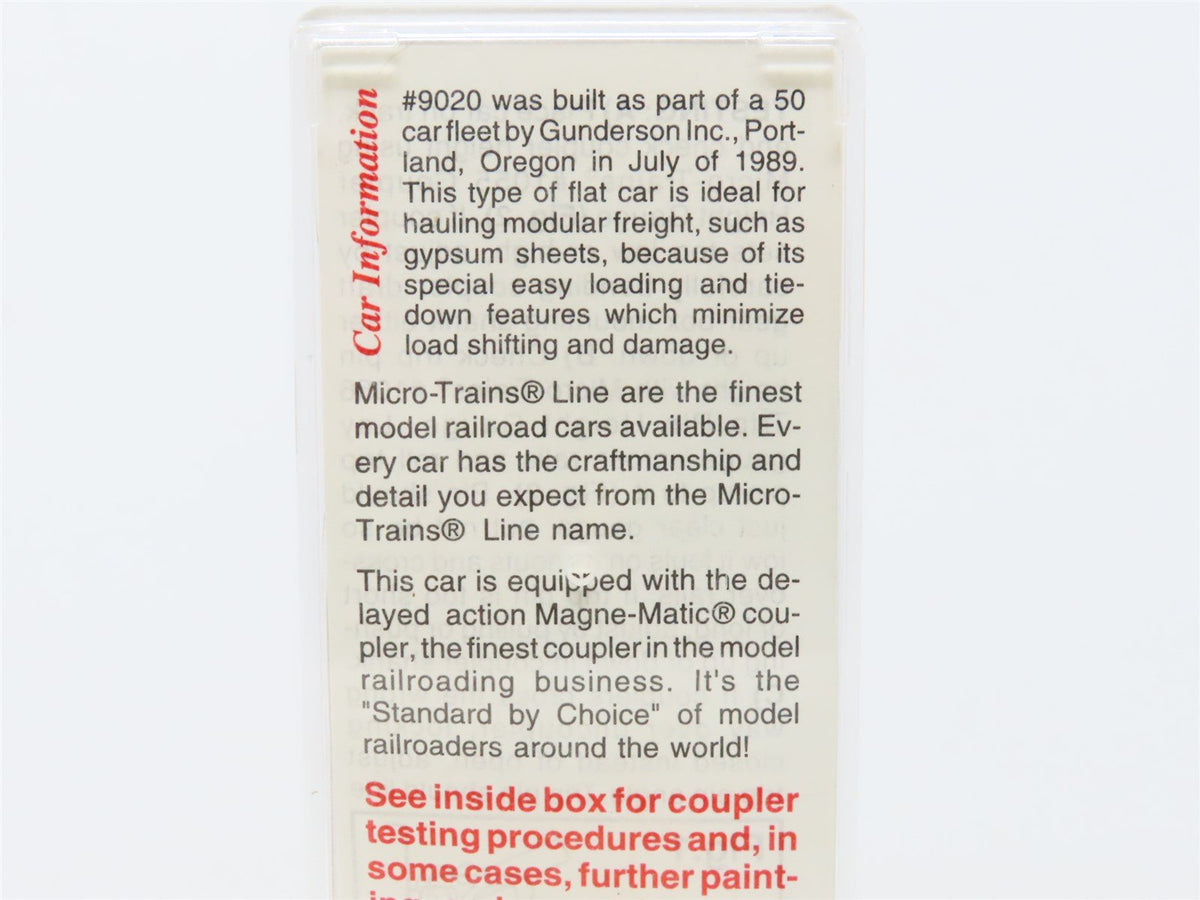 Car Information
#9020 was built as part of a 50
car fleet by Gunderson Inc., Port-
land, Oregon in July of 1989.
This type of flat car is ideal for
hauling modular freight, such as
gypsum sheets, because of its
special easy loading and tie-
down features which minimize
load shifting and damage.
Micro-Trains® Line are the finest
model railroad cars available. Ev-
ery car has the craftmanship and
detail you expect from the Micro-
Trains® Line name.
This car is equipped with the de-
layed action Magne-Matic® cou-
pler, the finest coupler in the model
railroading business. It's the
"Standard by Choice" of model
railroaders around the world!
See inside box for coupler
testing procedures and, in
some cases, further paint-